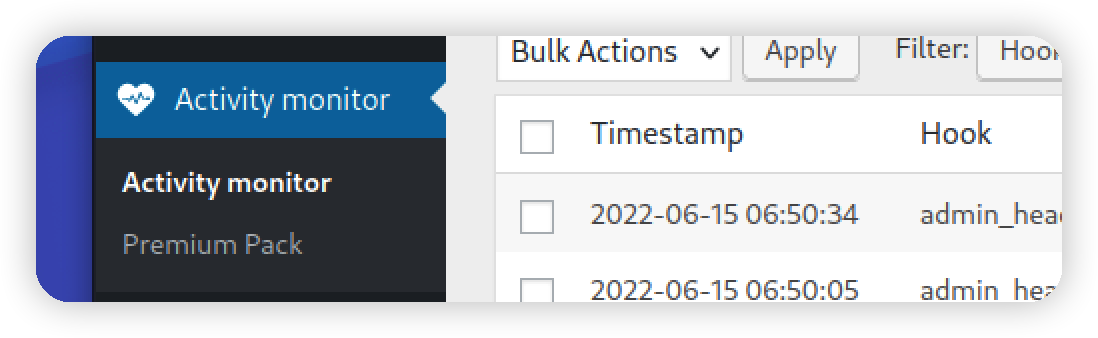 Bulk Actions Apply Filter:
Activity monitor
Timestamp Hook
Activity monitor
2022-06-15 06:50:34
Premium Pack
2022-06-15 06:50:05